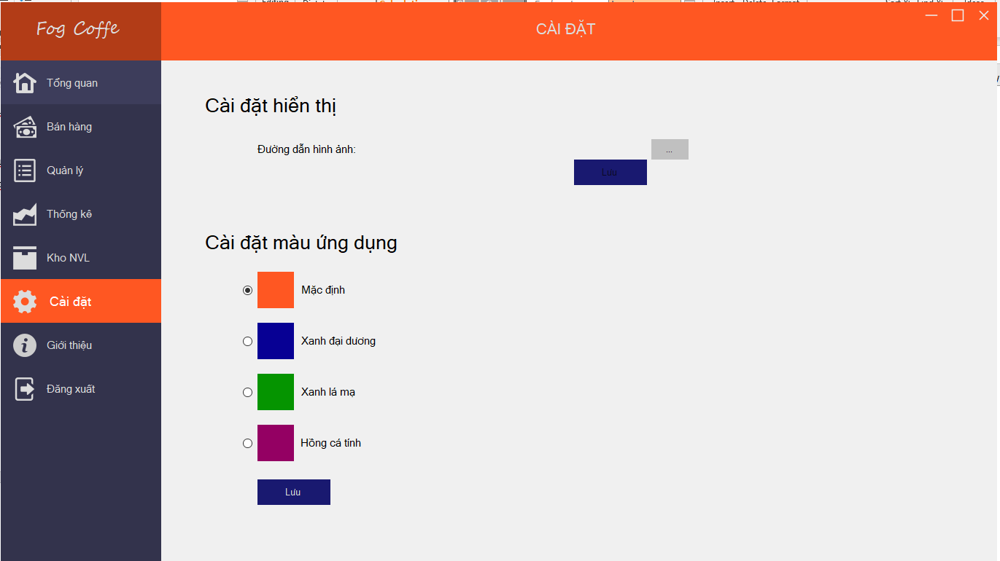 Fog Coffe
CÀI ĐẶT
Tổng quan
Bán hàng
Quản lý
Thống kê
Kho NVL
Cài đặt
Giới thiệu
Đăng xuất
Cài đặt hiển thị
Đường dẫn hình ảnh:
...
Lưu
Cài đặt màu ứng dụng
Mặc định
Xanh đại dương
Xanh lá mạ
Hồng cá tính
Lưu